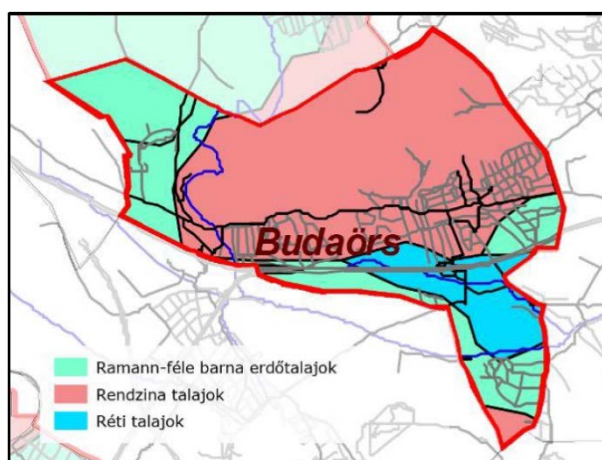 Budaörs
Ramann-féle barna erdőtalajok
Rendzina talajok
Réti talajok